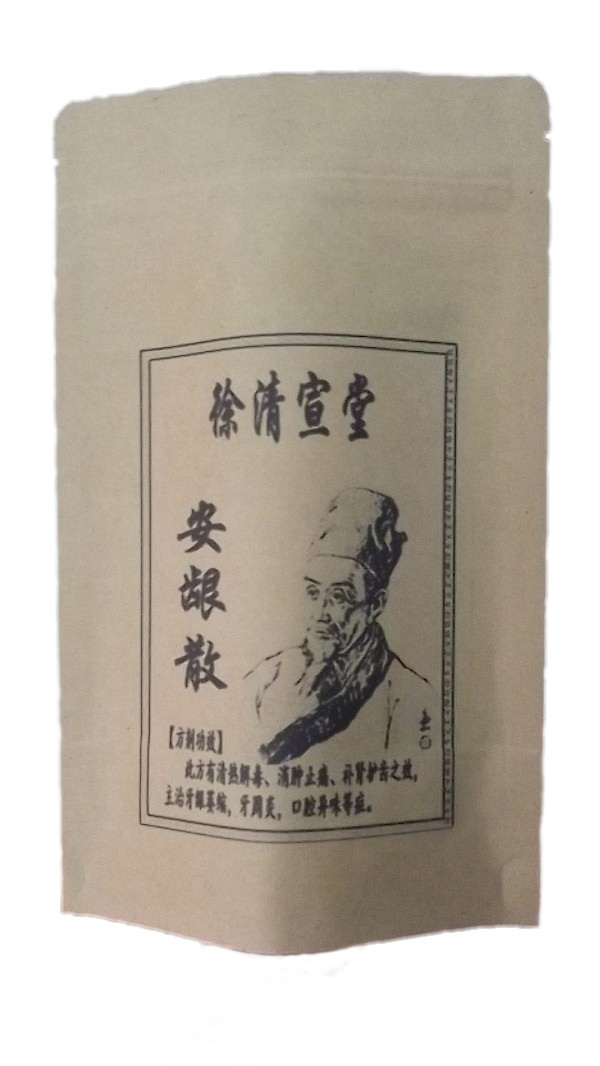 徐清宣堂
安龈散
【方剂功效】
此方有清热解毒、消肿止痛、补肾护齿之效，
主治牙龈萎缩，牙周炎，口腔异味等症。